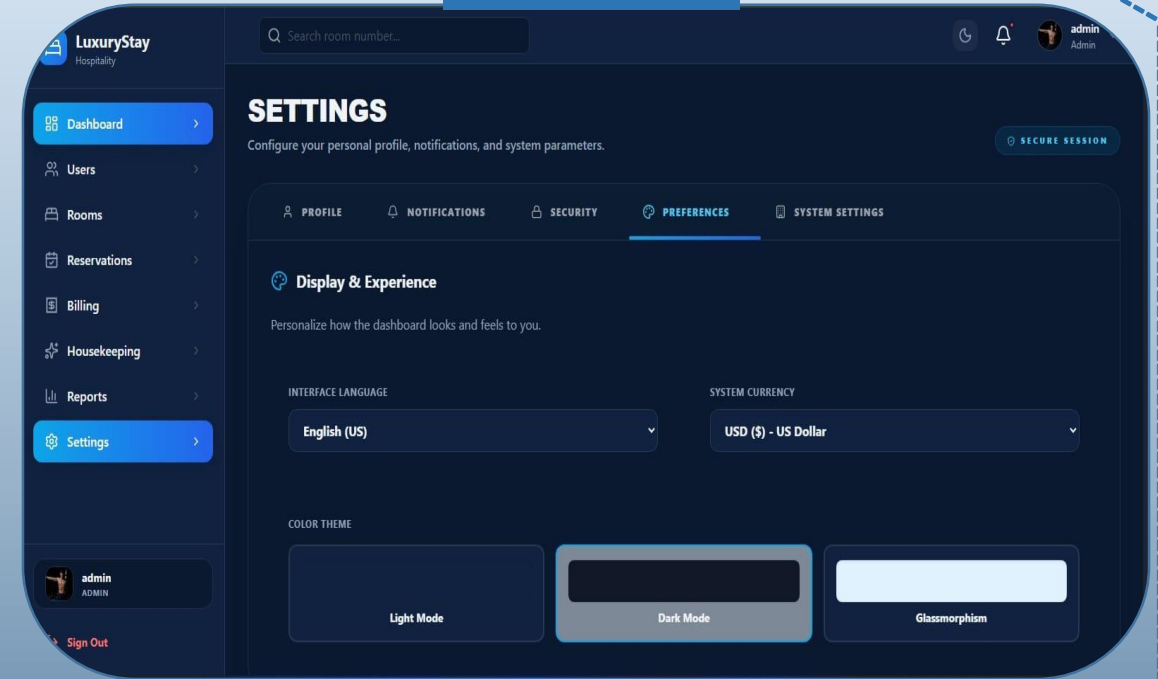 LuxuryStay
Hospitality
Search room number...
admin
Admin
Dashboard
Users
Rooms
Reservations
Billing
Housekeeping
Reports
Settings
admin
ADMIN
Sign Out
SETTINGS
Configure your personal profile, notifications, and system parameters.
SECURE SESSION
PROFILE
NOTIFICATIONS
SECURITY
PREFERENCES
SYSTEM SETTINGS
Display & Experience
Personalize how the dashboard looks and feels to you.
INTERFACE LANGUAGE
SYSTEM CURRENCY
English (US)
USD ($) - US Dollar
COLOR THEME
Light Mode
Dark Mode
Glassmorphism